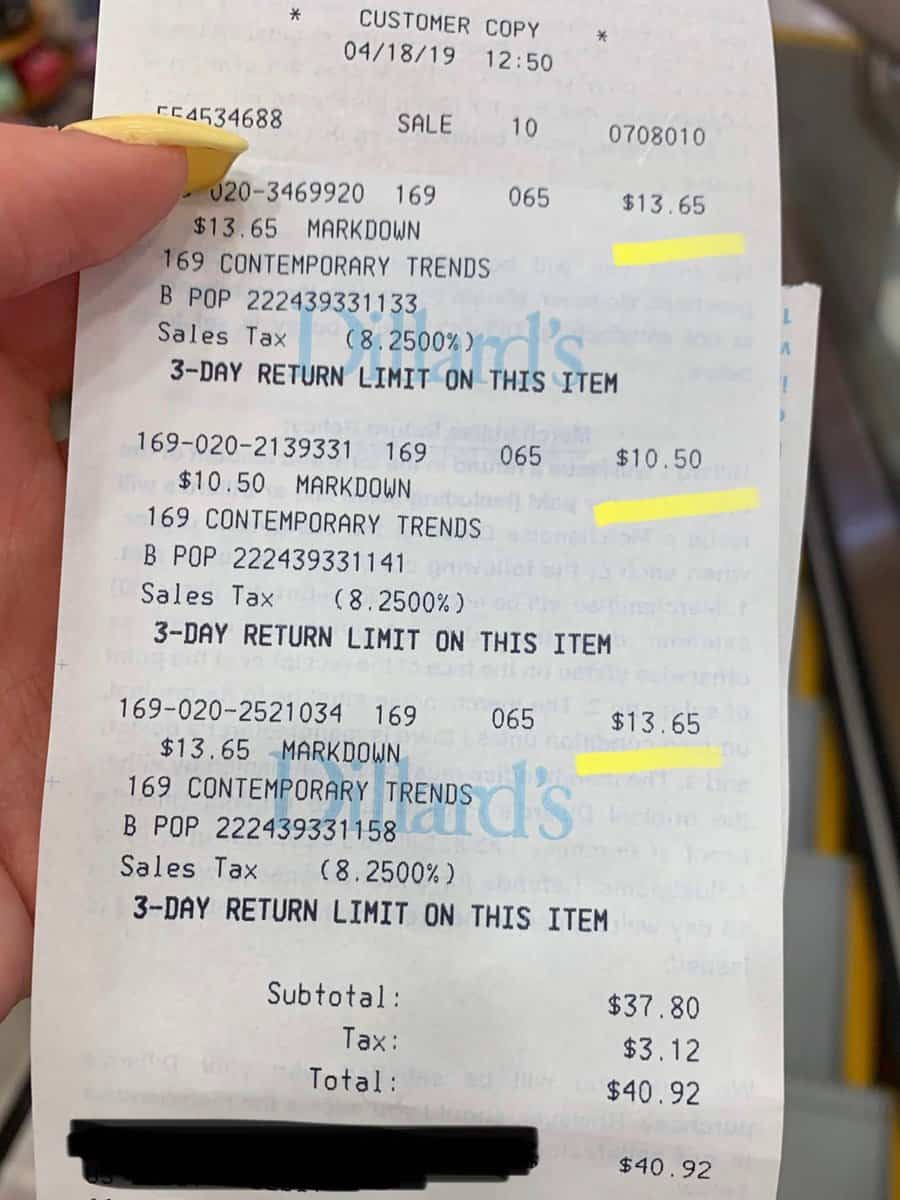 * CUSTOMER COPY *
04/18/19 12:50
554534688 SALE 10 0708010
020-3469920 169 065 $13.65
$13.65 MARKDOWN
169 CONTEMPORARY TRENDS
B POP 222439331133
Sales Tax (8.2500%)
3-DAY RETURN LIMIT ON THIS ITEM
Dillard's
169-020-2139331 169 065 $10.50
$10.50 MARKDOWN
169 CONTEMPORARY TRENDS
B POP 222439331141
Sales Tax (8.2500%)
3-DAY RETURN LIMIT ON THIS ITEM
169-020-2521034 169 065 $13.65
$13.65 MARKDOWN
169 CONTEMPORARY TRENDS
B POP 222439331158
Sales Tax (8.2500%)
3-DAY RETURN LIMIT ON THIS ITEM
Dillard's
Subtotal: $37.80
Tax: $3.12
Total: $40.92
$40.92